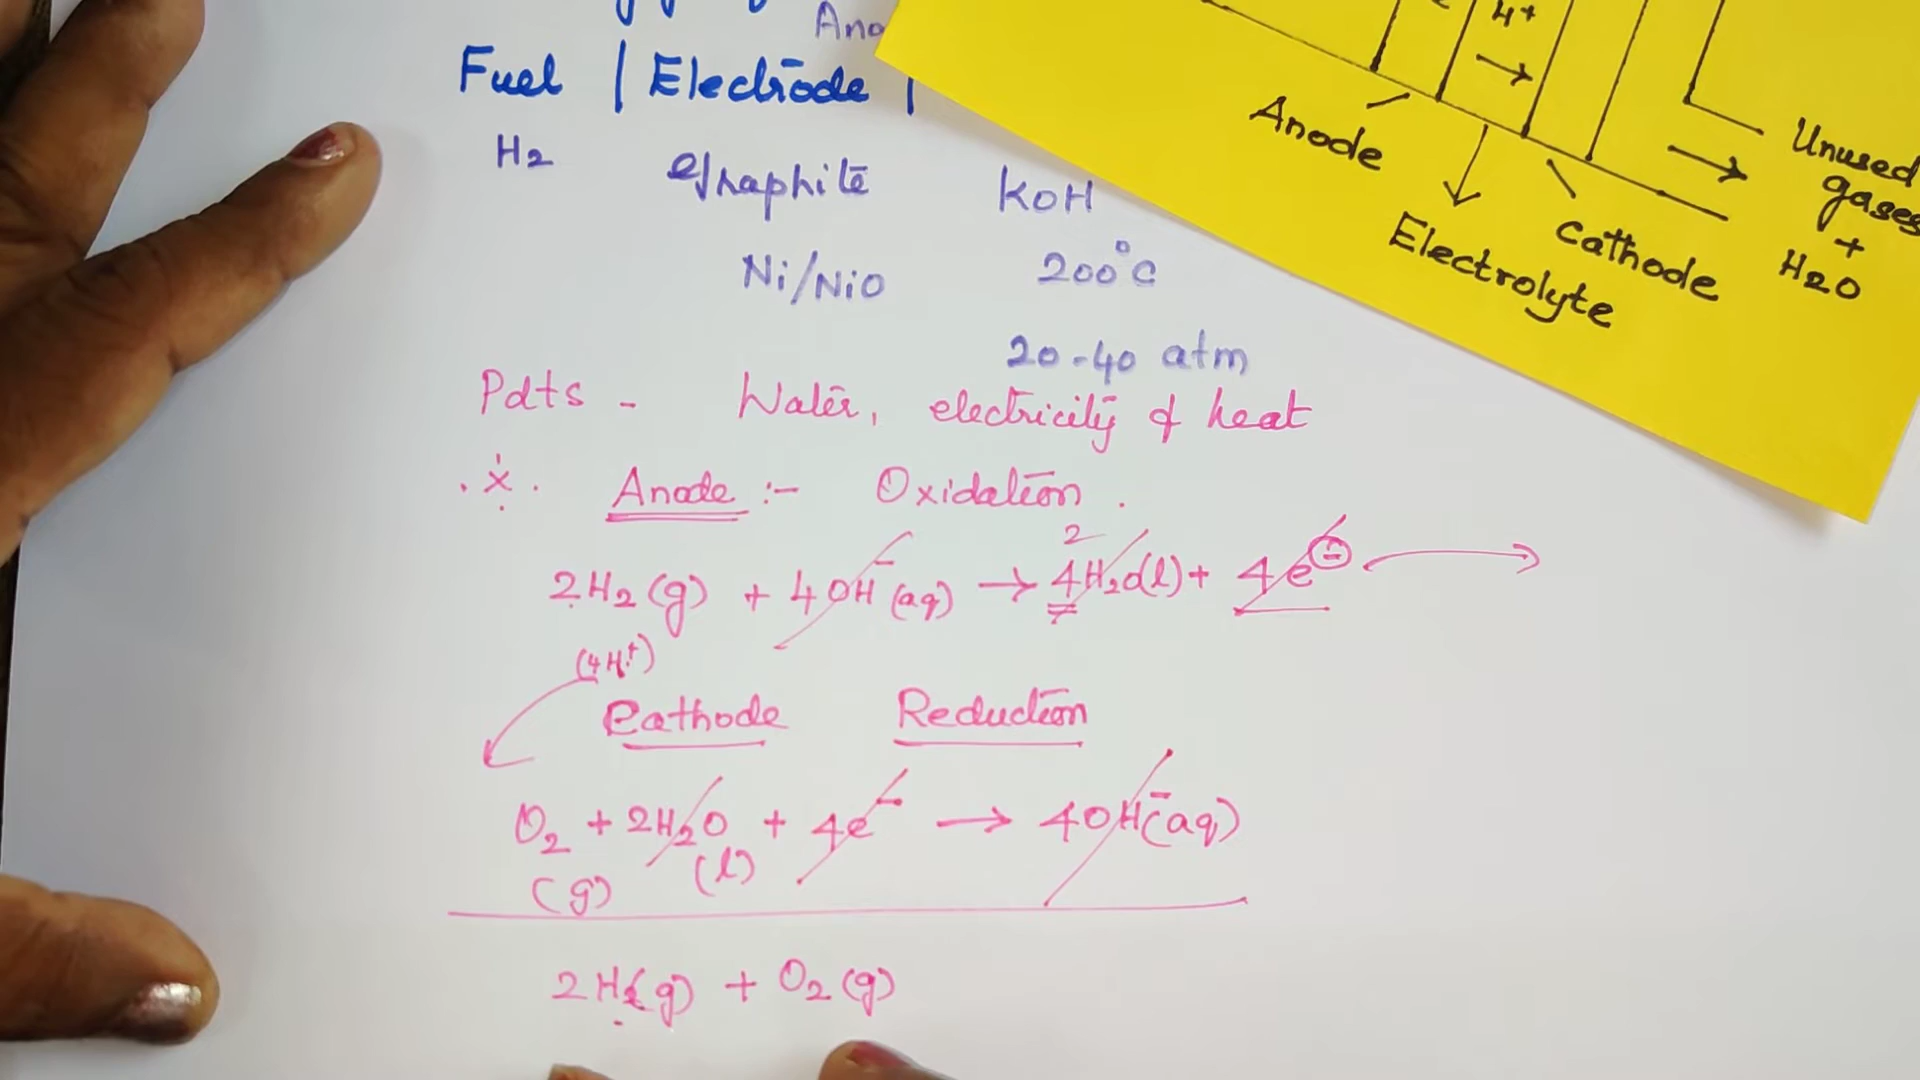 Ano
Fuel | Electrode |
H2 Graphite KOH
Ni/NiO 200°C
20-40 atm
Pdts - Water, electricity & heat
.x. Anode :- Oxidation .
2
2H2 (g) + 4OH⁻(aq) → 4H2O(l) + 4e⊖ →
(4H⁺)
Cathode Reduction
O2 + 2H2O + 4e⁻ → 4OH⁻(aq)
(g) (l)
2H2(g) + O2(g)
H+
→
Anode
Electrolyte
Cathode
→ Unused
gases
+
H2O